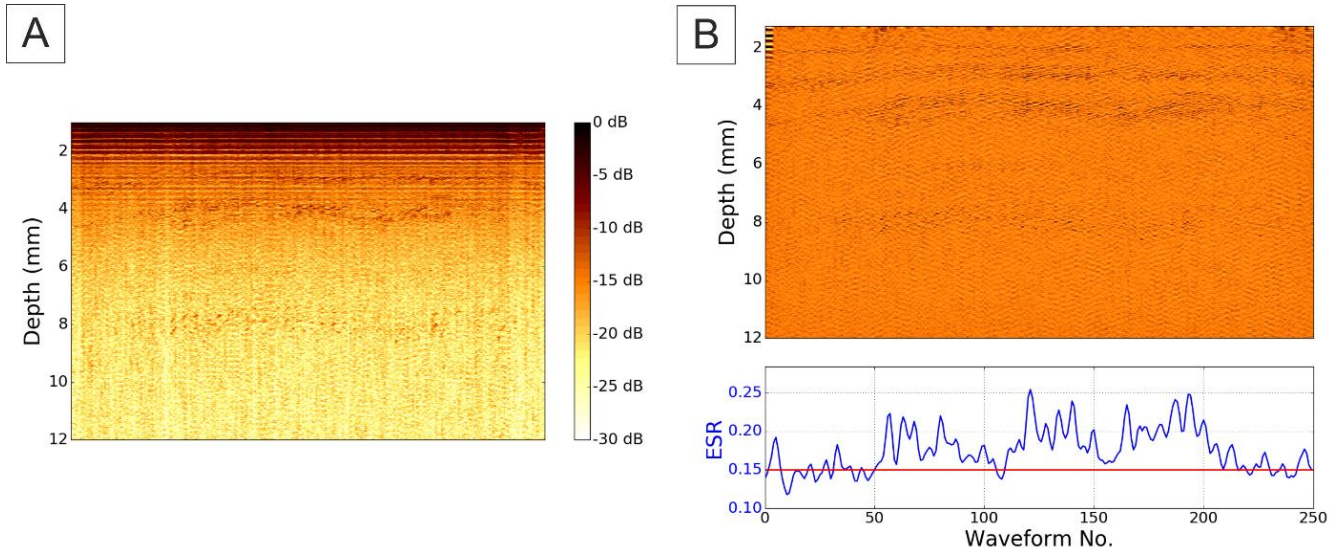 A
Depth (mm)
2
4
6
8
10
12
0 dB
-5 dB
-10 dB
-15 dB
-20 dB
-25 dB
-30 dB
B
Depth (mm)
2
4
6
8
10
12
ESR
0.25
0.20
0.15
0.10
0 50 100 150 200 250
Waveform No.